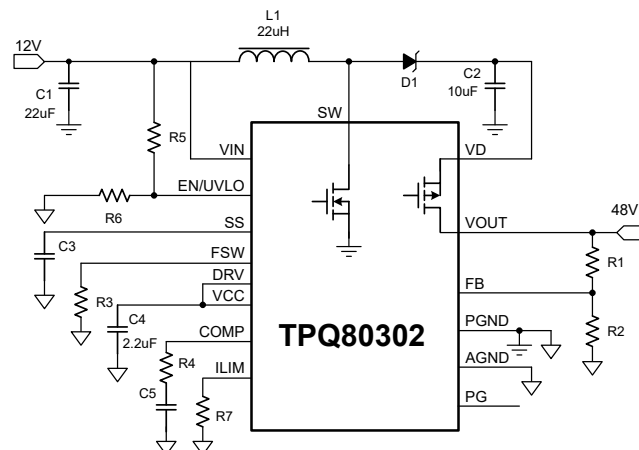 L1
22uH
12V
C1
22uF
D1
C2
10uF
SW
R5
VIN
VD
EN/UVLO
R6
SS
VOUT
48V
C3
FSW
R1
R3
DRV
VCC
FB
C4
2.2uF
TPQ80302
PGND
R2
COMP
R4
AGND
C5
ILIM
R7
PG